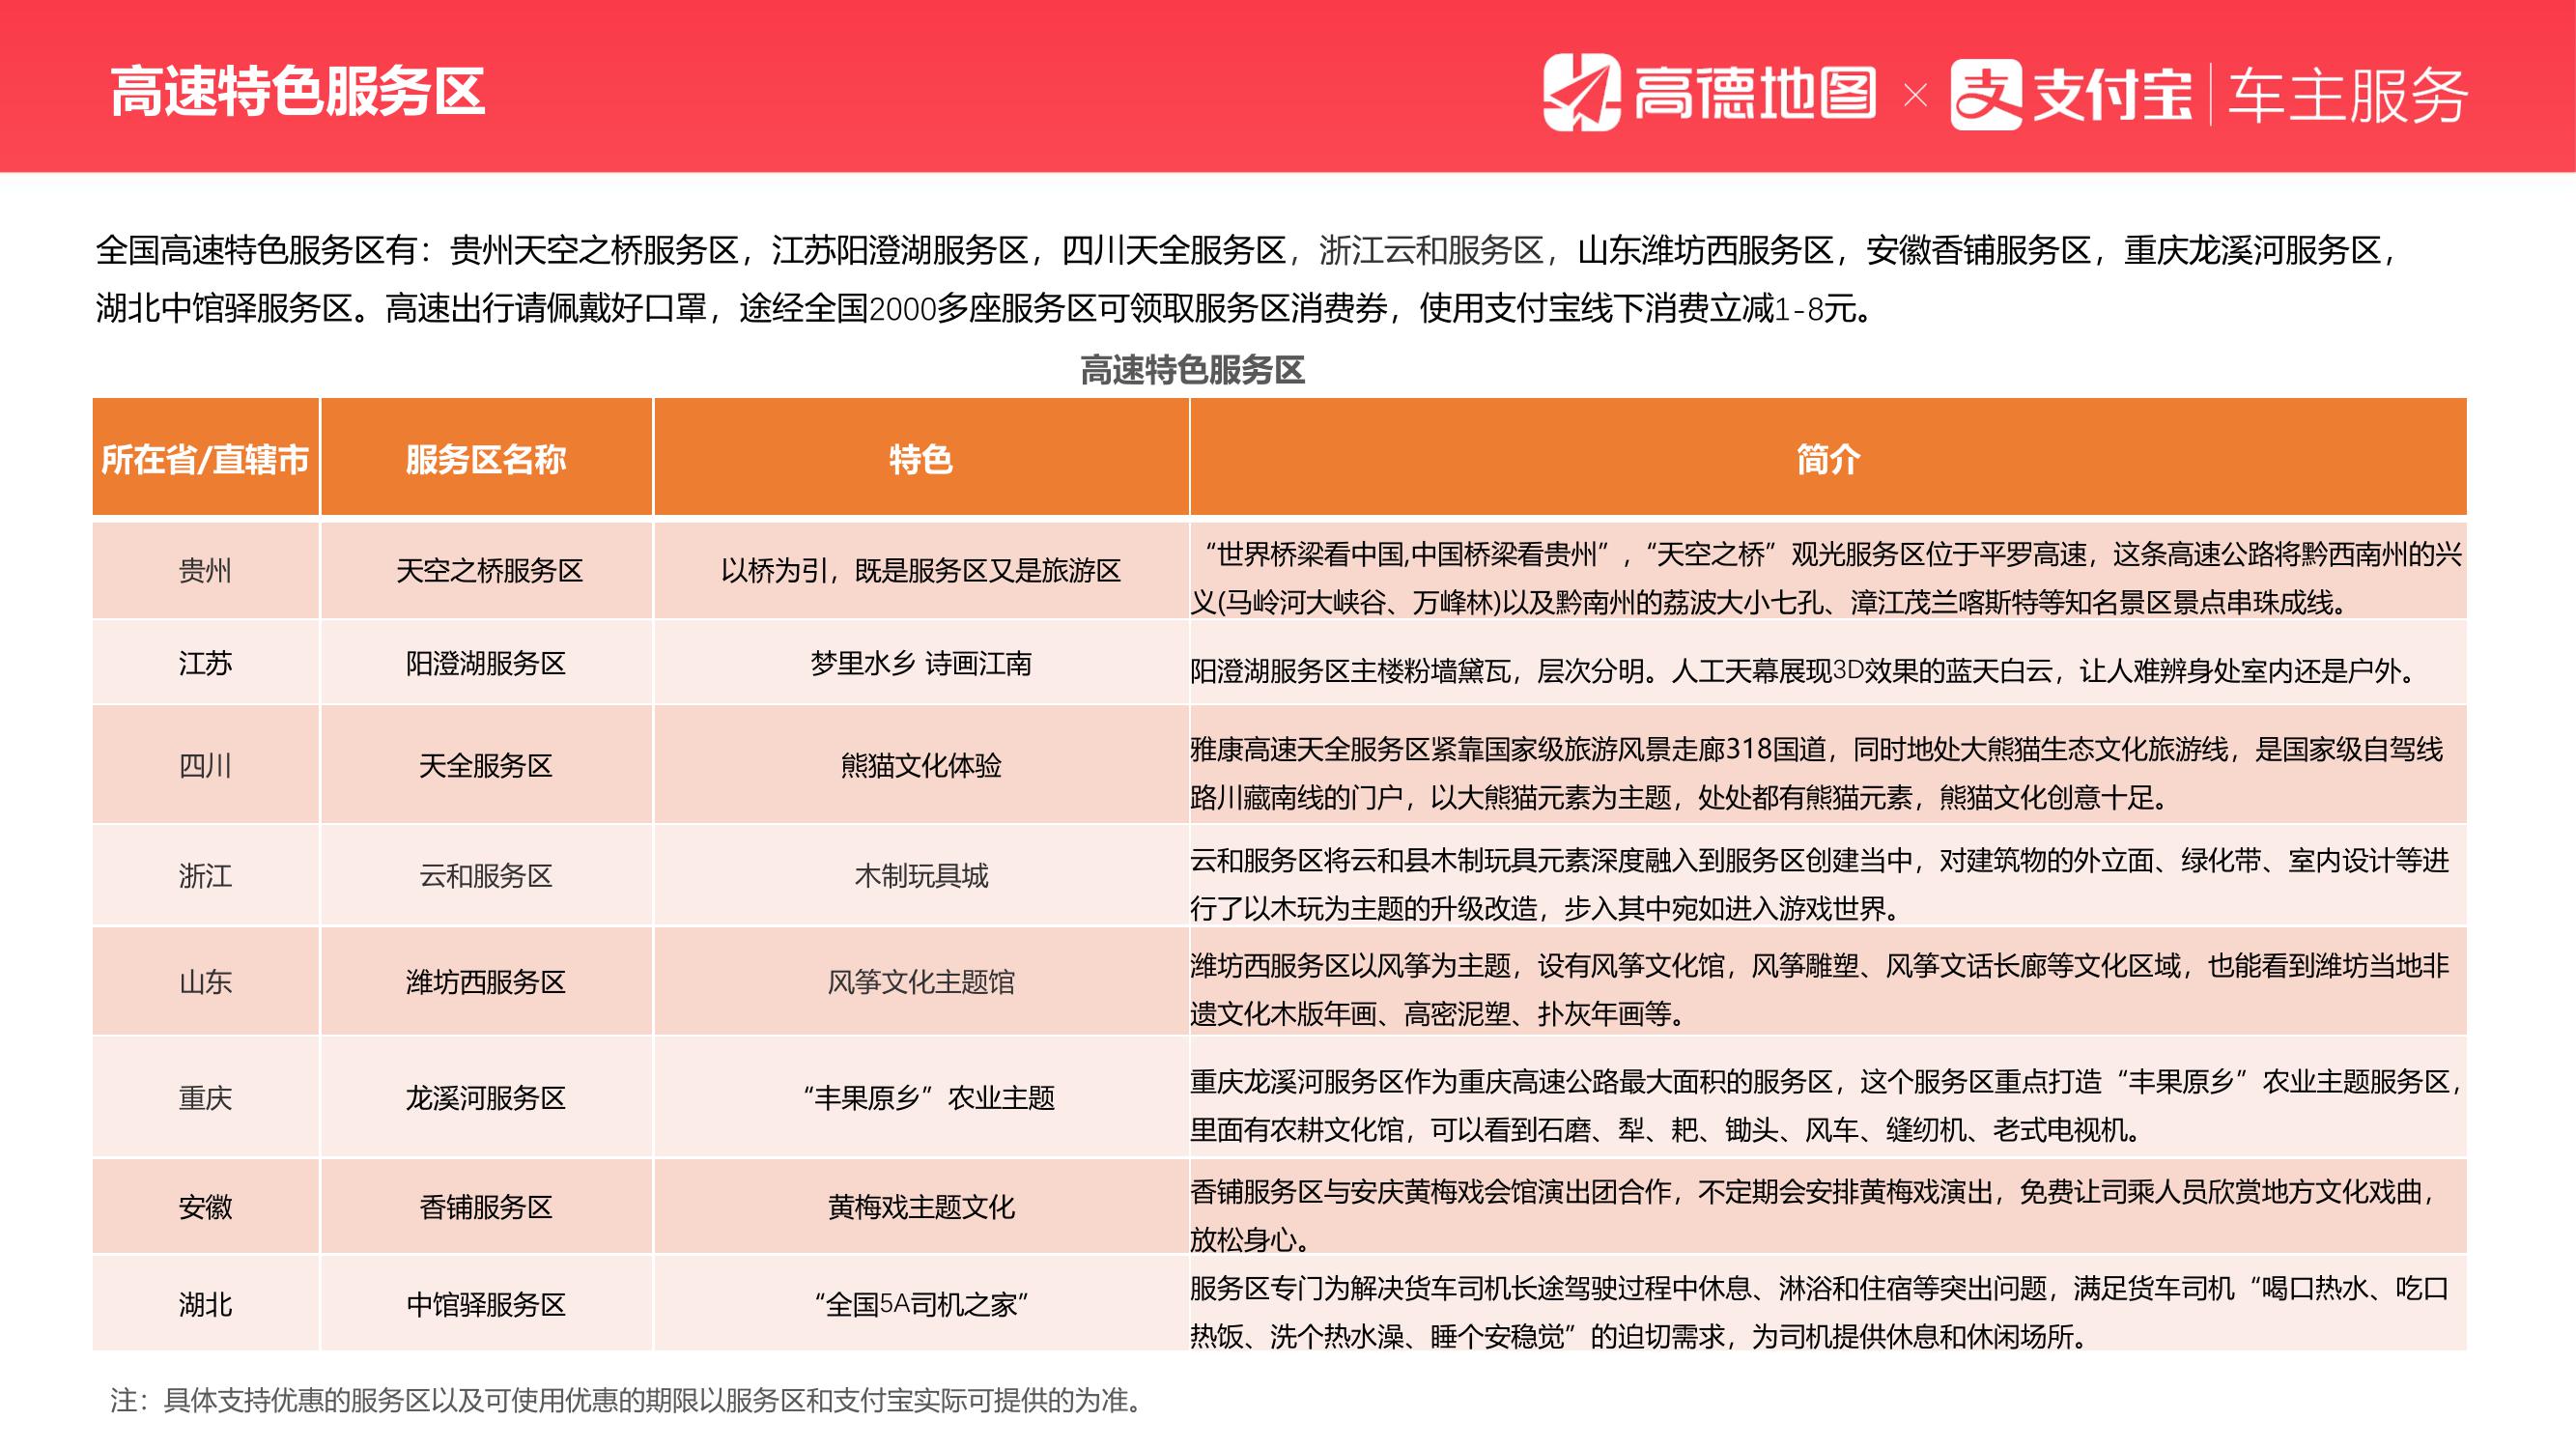 高速特色服务区
高德地图 × 支付宝 | 车主服务
全国高速特色服务区有：贵州天空之桥服务区，江苏阳澄湖服务区，四川天全服务区，浙江云和服务区，山东潍坊西服务区，安徽香铺服务区，重庆龙溪河服务区，
湖北中馆驿服务区。高速出行请佩戴好口罩，途经全国2000多座服务区可领取服务区消费券，使用支付宝线下消费立减1-8元。
高速特色服务区
所在省/直辖市 服务区名称 特色 简介
贵州 天空之桥服务区 以桥为引，既是服务区又是旅游区
“世界桥梁看中国,中国桥梁看贵州”，“天空之桥”观光服务区位于平罗高速，这条高速公路将黔西南州的兴
义(马岭河大峡谷、万峰林)以及黔南州的荔波大小七孔、漳江茂兰喀斯特等知名景区景点串珠成线。
江苏 阳澄湖服务区 梦里水乡 诗画江南
阳澄湖服务区主楼粉墙黛瓦，层次分明。人工天幕展现3D效果的蓝天白云，让人难辨身处室内还是户外。
四川 天全服务区 熊猫文化体验
雅康高速天全服务区紧靠国家级旅游风景走廊318国道，同时地处大熊猫生态文化旅游线，是国家级自驾线
路川藏南线的门户，以大熊猫元素为主题，处处都有熊猫元素，熊猫文化创意十足。
浙江 云和服务区 木制玩具城
云和服务区将云和县木制玩具元素深度融入到服务区创建当中，对建筑物的外立面、绿化带、室内设计等进
行了以木玩为主题的升级改造，步入其中宛如进入游戏世界。
山东 潍坊西服务区 风筝文化主题馆
潍坊西服务区以风筝为主题，设有风筝文化馆，风筝雕塑、风筝文话长廊等文化区域，也能看到潍坊当地非
遗文化木版年画、高密泥塑、扑灰年画等。
重庆 龙溪河服务区 “丰果原乡”农业主题
重庆龙溪河服务区作为重庆高速公路最大面积的服务区，这个服务区重点打造“丰果原乡”农业主题服务区，
里面有农耕文化馆，可以看到石磨、犁、耙、锄头、风车、缝纫机、老式电视机。
安徽 香铺服务区 黄梅戏主题文化
香铺服务区与安庆黄梅戏会馆演出团合作，不定期会安排黄梅戏演出，免费让司乘人员欣赏地方文化戏曲，
放松身心。
湖北 中馆驿服务区 “全国5A司机之家”
服务区专门为解决货车司机长途驾驶过程中休息、淋浴和住宿等突出问题，满足货车司机“喝口热水、吃口
热饭、洗个热水澡、睡个安稳觉”的迫切需求，为司机提供休息和休闲场所。
注：具体支持优惠的服务区以及可使用优惠的期限以服务区和支付宝实际可提供的为准。